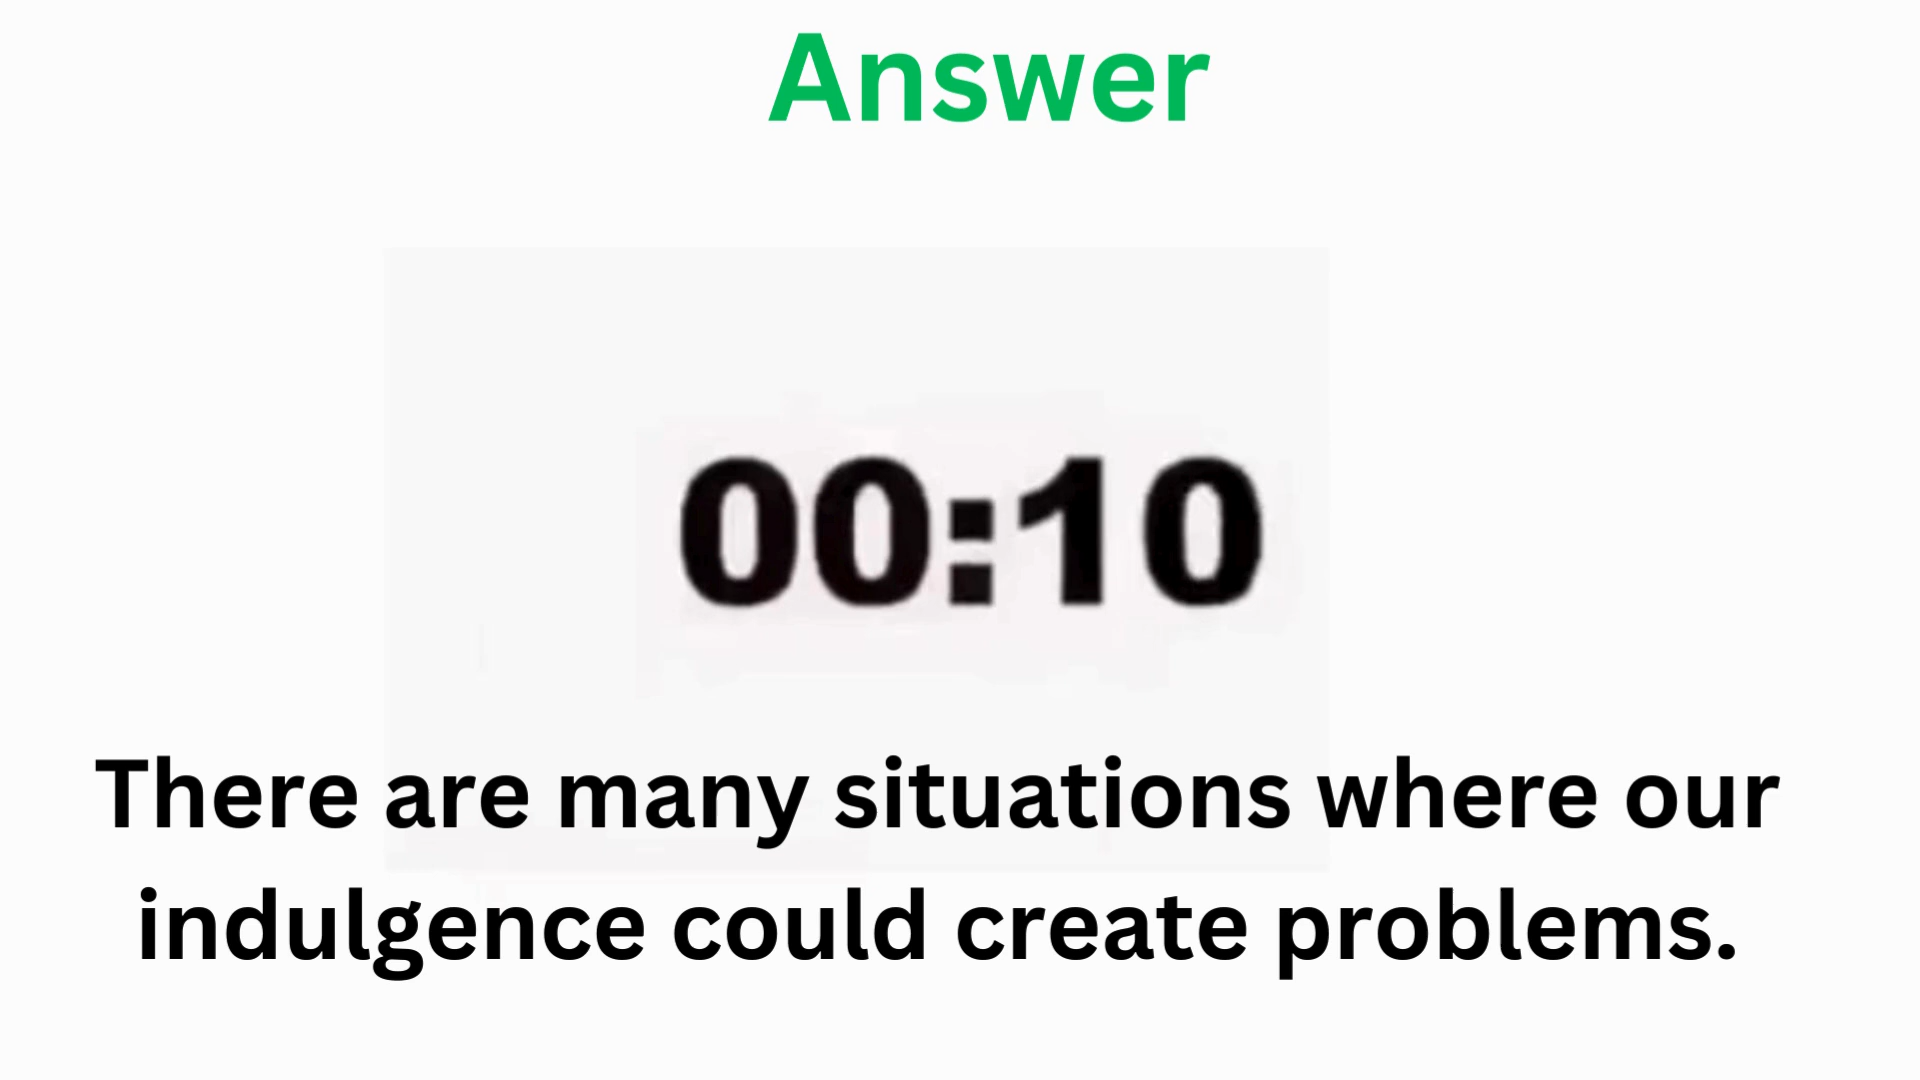 Answer
00:10
There are many situations where our
indulgence could create problems.